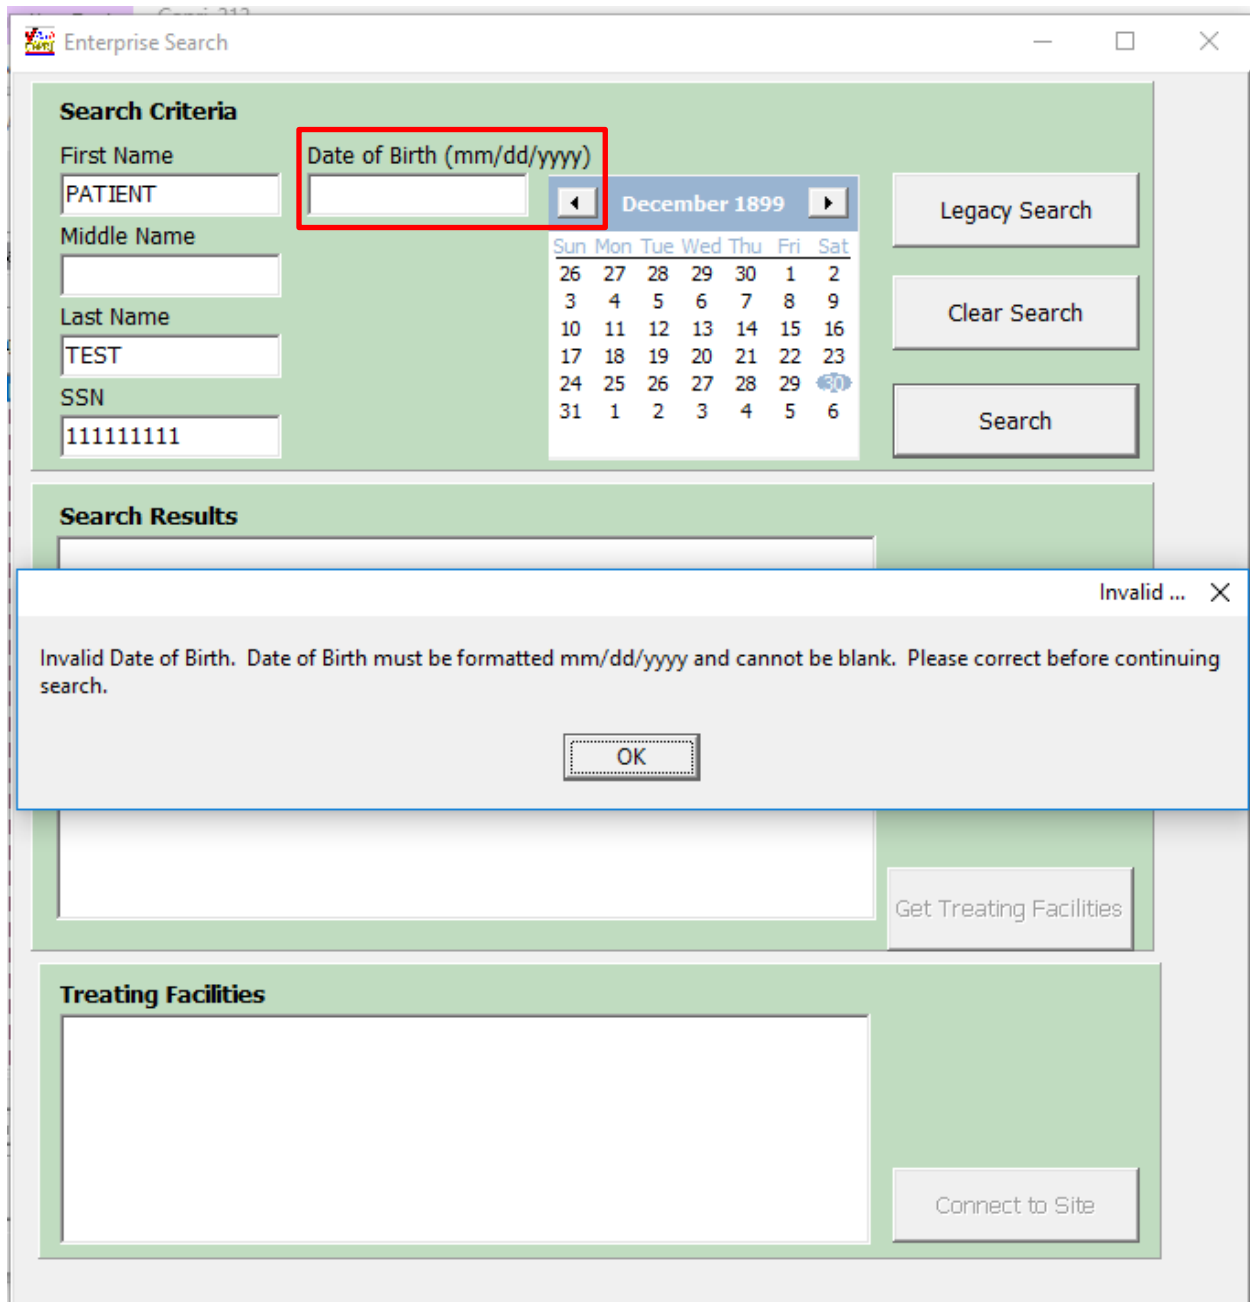 Capri 212
Enterprise Search
Search Criteria
First Name
Date of Birth (mm/dd/yyyy)
PATIENT
Middle Name
Last Name
TEST
SSN
111111111
December 1899
Sun Mon Tue Wed Thu Fri Sat
26 27 28 29 30 1 2
3 4 5 6 7 8 9
10 11 12 13 14 15 16
17 18 19 20 21 22 23
24 25 26 27 28 29 30
31 1 2 3 4 5 6
Legacy Search
Clear Search
Search
Search Results
Invalid ...
Invalid Date of Birth.  Date of Birth must be formatted mm/dd/yyyy and cannot be blank.  Please correct before continuing
search.
OK
Get Treating Facilities
Treating Facilities
Connect to Site